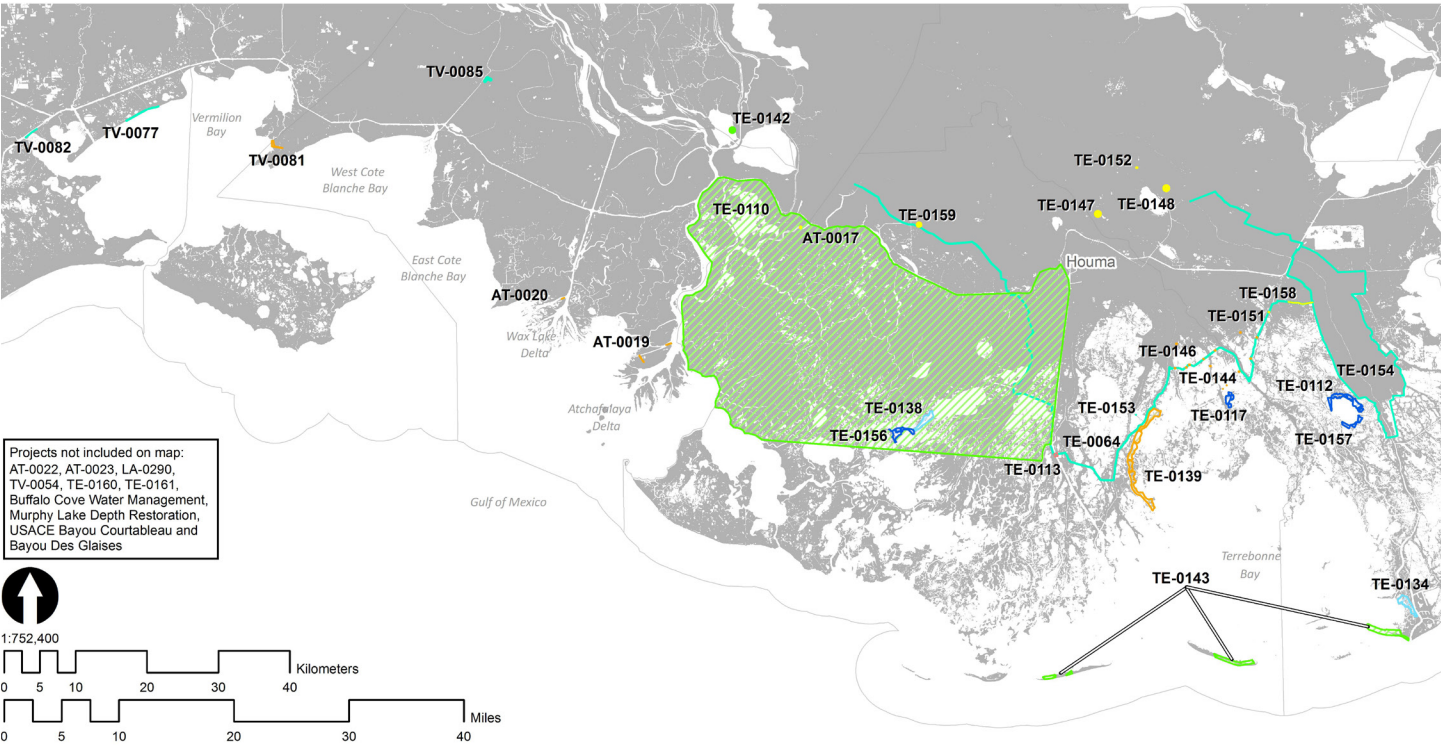 TV-0085
Vermilion
Bay
TE-0142
TV-0077
TV-0082
TV-0081
TE-0152
West Cote
Blanche Bay
TE-0148
TE-0110
TE-0147
TE-0159
AT-0017
East Cote
Blanche Bay
Houma
AT-0020
TE-0158
TE-0151
Wax Lake
Delta
AT-0019
TE-0146
TE-0154
TE-0144
TE-0112
Atchafalaya
Delta
TE-0138
TE-0153
TE-0117
TE-0156
TE-0157
TE-0064
TE-0113
TE-0139
Projects not included on map:
AT-0022, AT-0023, LA-0290,
TV-0054, TE-0160, TE-0161,
Buffalo Cove Water Management,
Murphy Lake Depth Restoration,
USACE Bayou Courtableau and
Bayou Des Glaises
Gulf of Mexico
Terrebonne
Bay
TE-0143
TE-0134
1:752,400
Kilometers
0 5 10 20 30 40
Miles
0 5 10 20 30 40